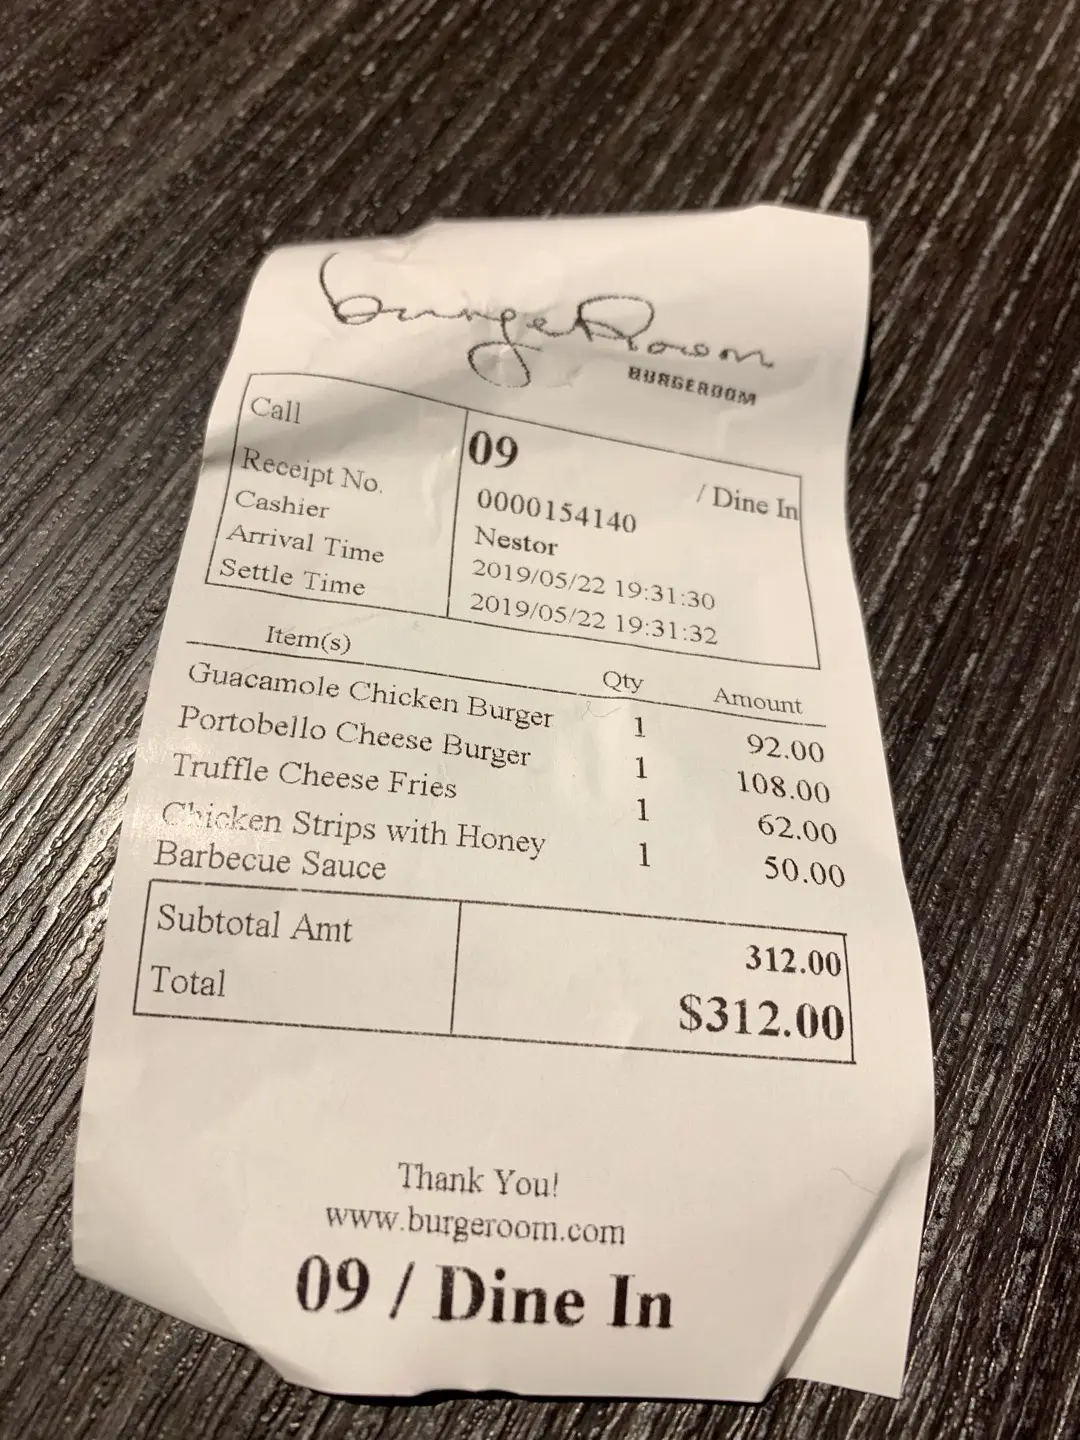 burgeRoom
BURGEROOM
Call 09 / Dine In
Receipt No. 0000154140
Cashier Nestor
Arrival Time 2019/05/22 19:31:30
Settle Time 2019/05/22 19:31:32
Item(s) Qty Amount
Guacamole Chicken Burger 1 92.00
Portobello Cheese Burger 1 108.00
Truffle Cheese Fries 1 62.00
Chicken Strips with Honey 1 50.00
Barbecue Sauce
Subtotal Amt 312.00
Total $312.00
Thank You!
www.burgeroom.com
09 / Dine In